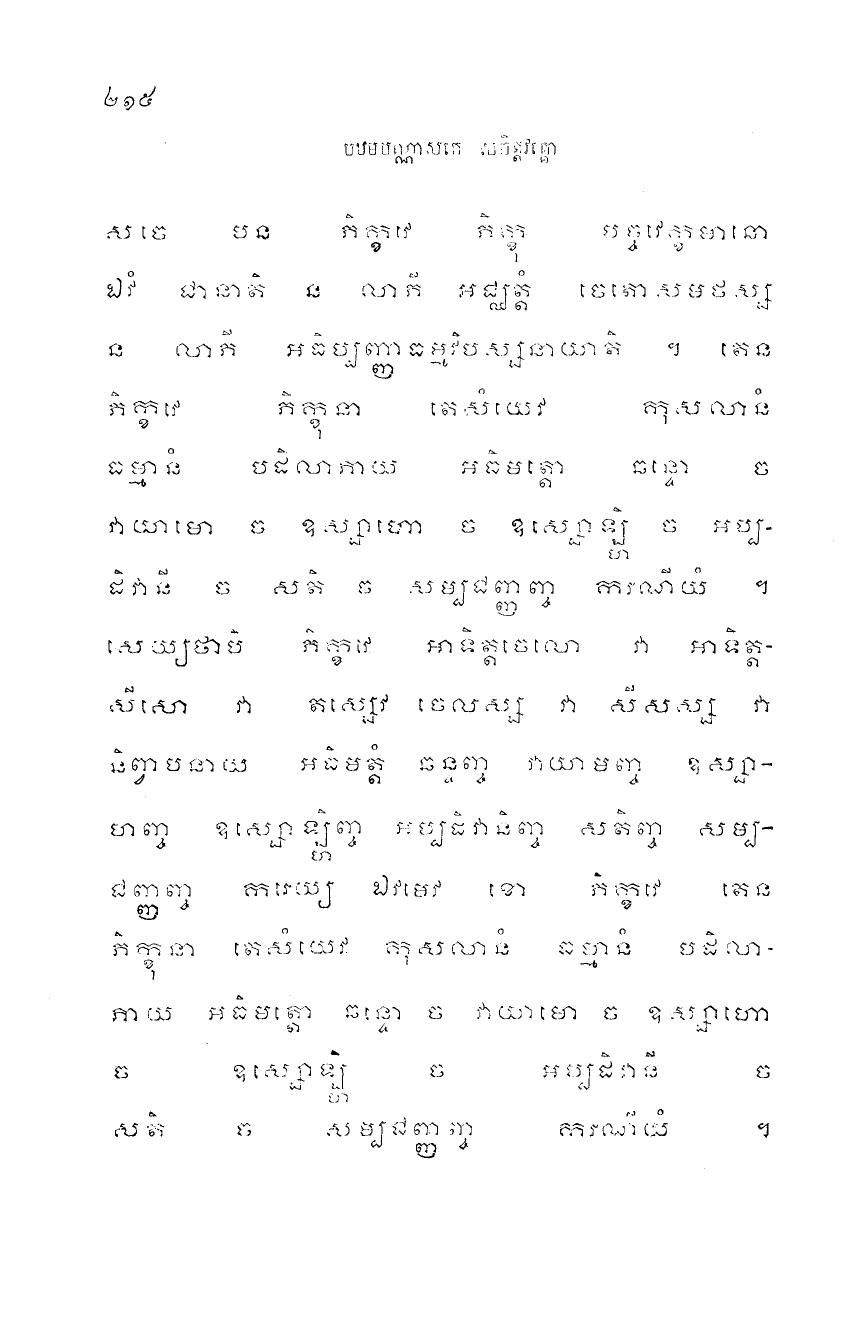 ២១៥
បឋមបណ្ណាសកេ សចិត្តវគ្គោ
សចេ បន ភិក្ខវេ ភិក្ខុ បច្ចវេក្ខមានោ
ឯវំ ជានាតិ ន លាភី អជ្ឈត្តំ ចេតោសមថស្ស
ន លាភី អធិប្បញ្ញាធម្មវិបស្សនាយាតិ ។ តេន
ភិក្ខវេ ភិក្ខុនា តេសំយេវ កុសលានំ
ធម្មានំ បដិលាភាយ អធិមត្តោ ឆន្ទោ ច
វាយាមោ ច ឧស្សាហោ ច ឧស្សោឡ្ហិ ច អប្ប-
ដិវានី ច សតិ ច សម្បជញ្ញញ្ច ករណីយំ ។
សេយ្យថាបិ ភិក្ខវេ អាទិត្តចេលោ វា អាទិត្ត-
សីសោ វា តស្សេវ ចេលស្ស វា សីសស្ស វា
និព្វាបនាយ អធិមត្តំ ឆន្ទញ្ច វាយាមញ្ច ឧស្សា-
ហញ្ច ឧស្សោឡ្ហិញ្ច អប្បដិវានិញ្ច សតិញ្ច សម្ប-
ជញ្ញញ្ច ករេយ្យ ឯវមេវ ខោ ភិក្ខវេ តេន
ភិក្ខុនា តេសំយេវ កុសលានំ ធម្មានំ បដិលា-
ភាយ អធិមត្តោ ឆន្ទោ ច វាយាមោ ច ឧស្សាហោ
ច ឧស្សោឡ្ហិ ច អប្បដិវានី ច
សតិ ច សម្បជញ្ញញ្ច ករណីយំ ។